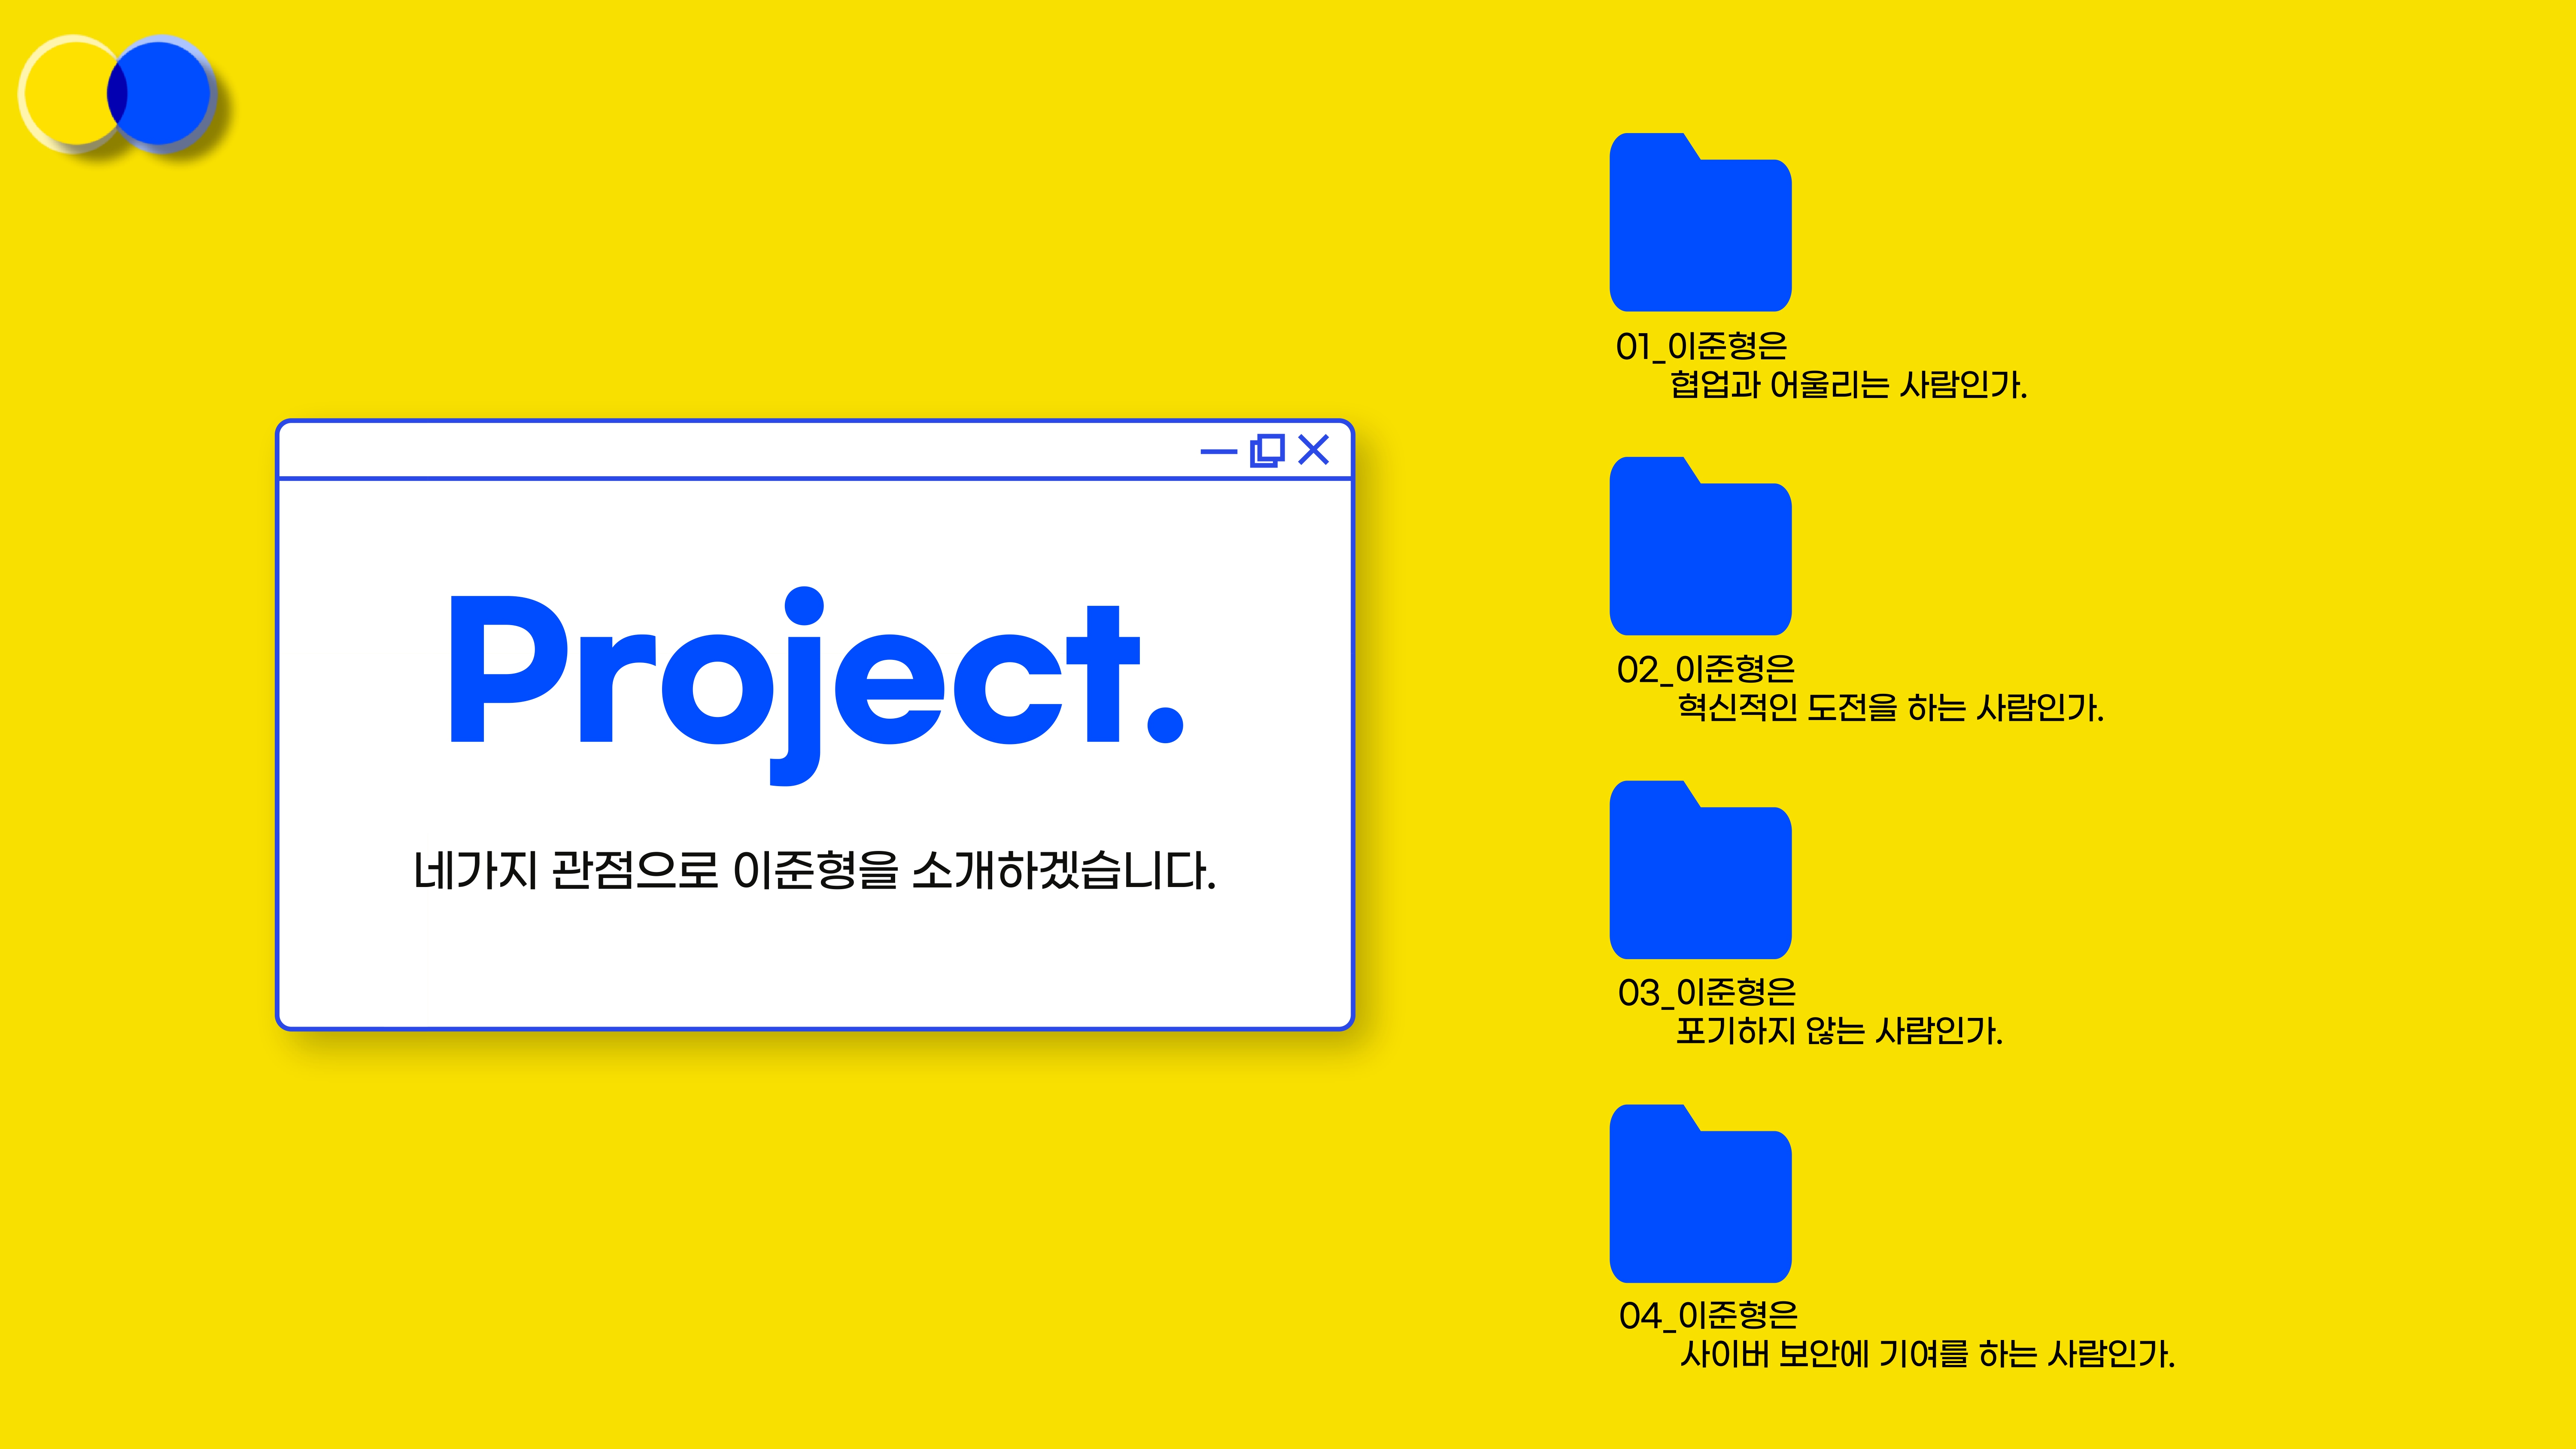 Project.
네가지 관점으로 이준형을 소개하겠습니다.
01_이준형은
협업과 어울리는 사람인가.
02_이준형은
혁신적인 도전을 하는 사람인가.
03_이준형은
포기하지 않는 사람인가.
04_이준형은
사이버 보안에 기여를 하는 사람인가.